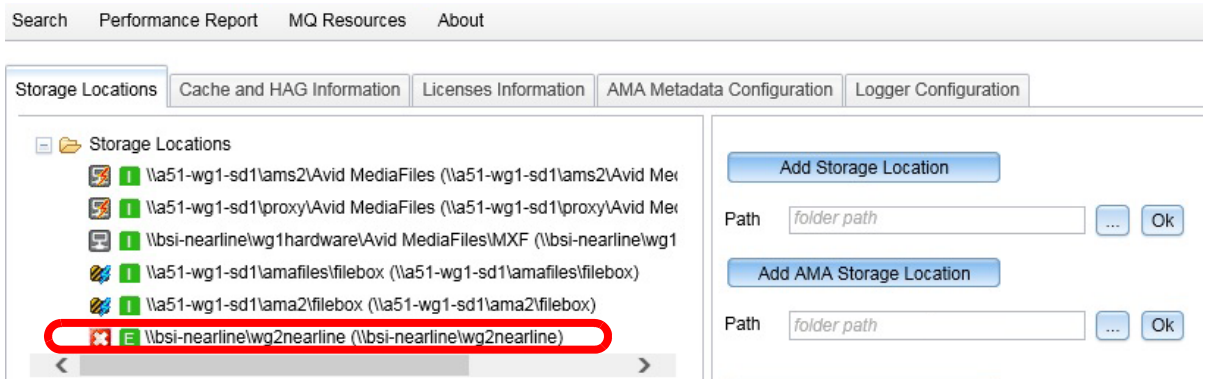 Search Performance Report MQ Resources About
Storage Locations Cache and HAG Information Licenses Information AMA Metadata Configuration Logger Configuration
Storage Locations
I \\a51-wg1-sd1\ams2\Avid MediaFiles (\\a51-wg1-sd1\ams2\Avid Med
I \\a51-wg1-sd1\proxy\Avid MediaFiles (\\a51-wg1-sd1\proxy\Avid Med
I \\bsi-nearline\wg1hardware\Avid MediaFiles\MXF (\\bsi-nearline\wg1
I \\a51-wg1-sd1\amafiles\filebox (\\a51-wg1-sd1\amafiles\filebox)
I \\a51-wg1-sd1\ama2\filebox (\\a51-wg1-sd1\ama2\filebox)
E \\bsi-nearline\wg2nearline (\\bsi-nearline\wg2nearline)
Add Storage Location
Path folder path ... Ok
Add AMA Storage Location
Path folder path ... Ok